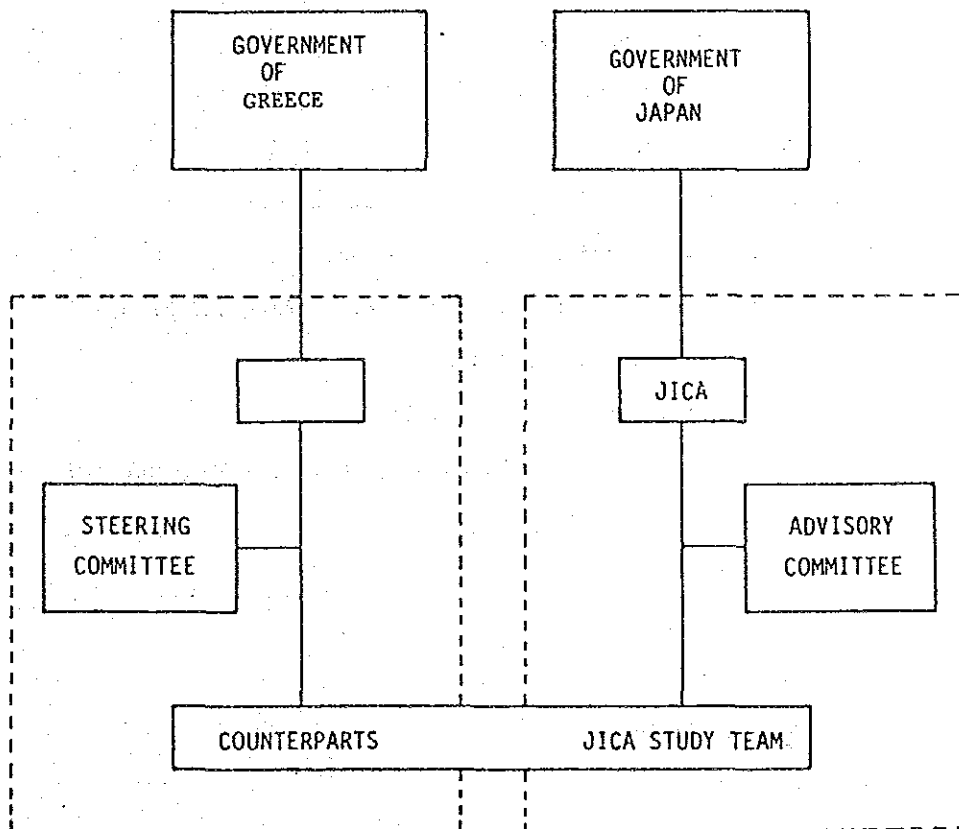 GOVERNMENT
OF
GREECE
GOVERNMENT
OF
JAPAN
JICA
STEERING
COMMITTEE
ADVISORY
COMMITTEE
COUNTERPARTS
JICA STUDY TEAM